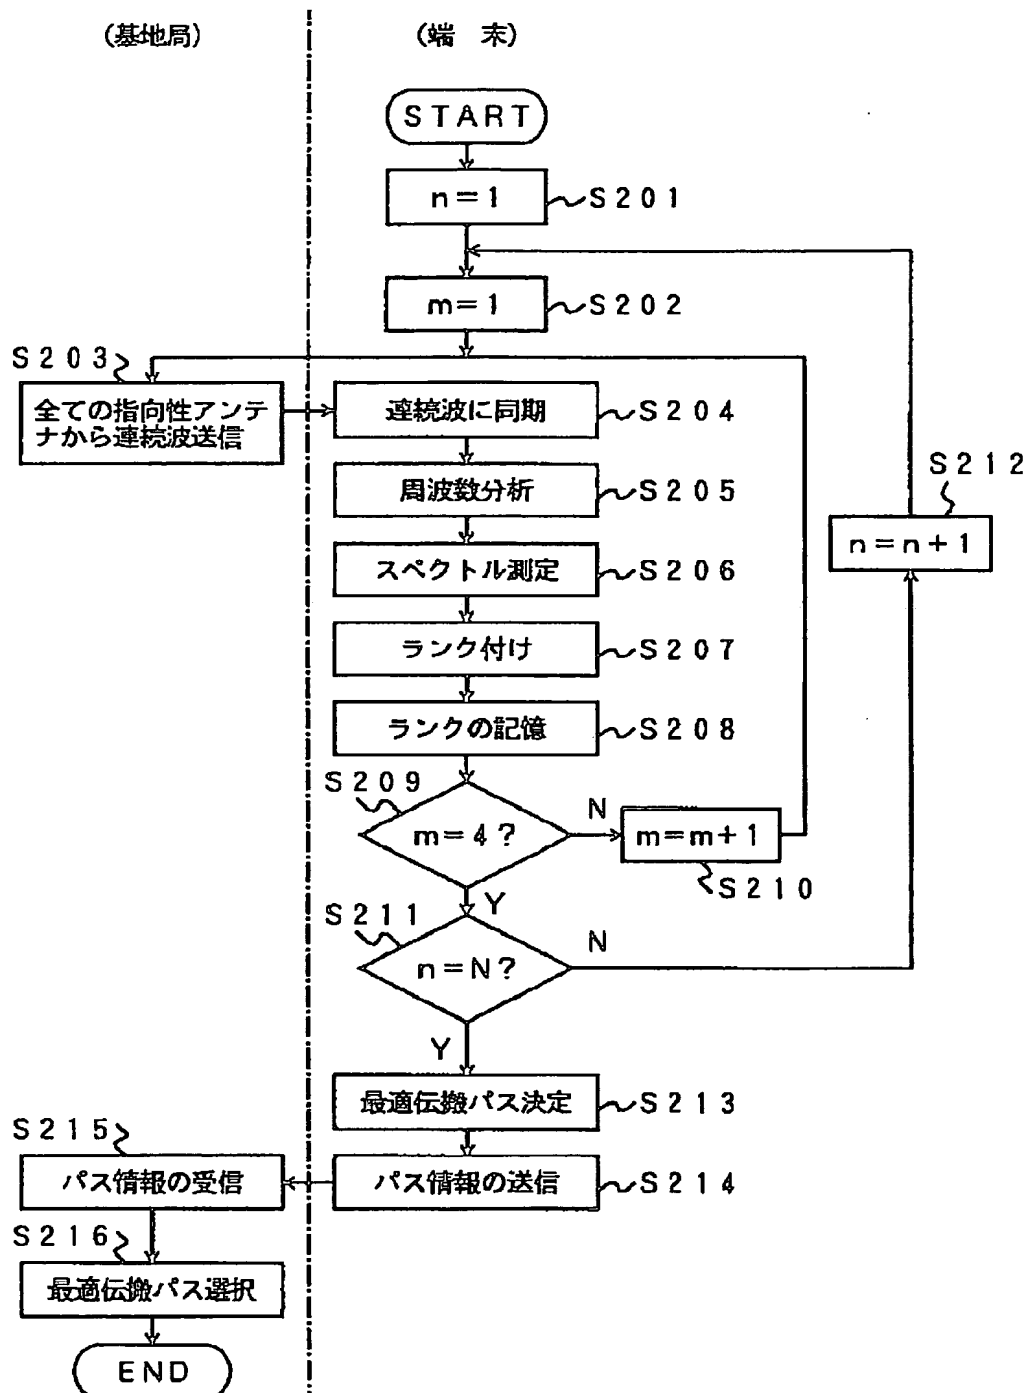 (基地局)
(端 末)
START
n=1
S201
m=1
S202
S203
全ての指向性アンテ
ナから連続波送信
連続波に同期
S204
周波数分析
S205
スペクトル測定
S206
ランク付け
S207
ランクの記憶
S208
S209
m=4?
N
m=m+1
S210
Y
S211
n=N?
N
S212
n=n+1
Y
最適伝搬パス決定
S213
パス情報の送信
S214
S215
パス情報の受信
S216
最適伝搬パス選択
END